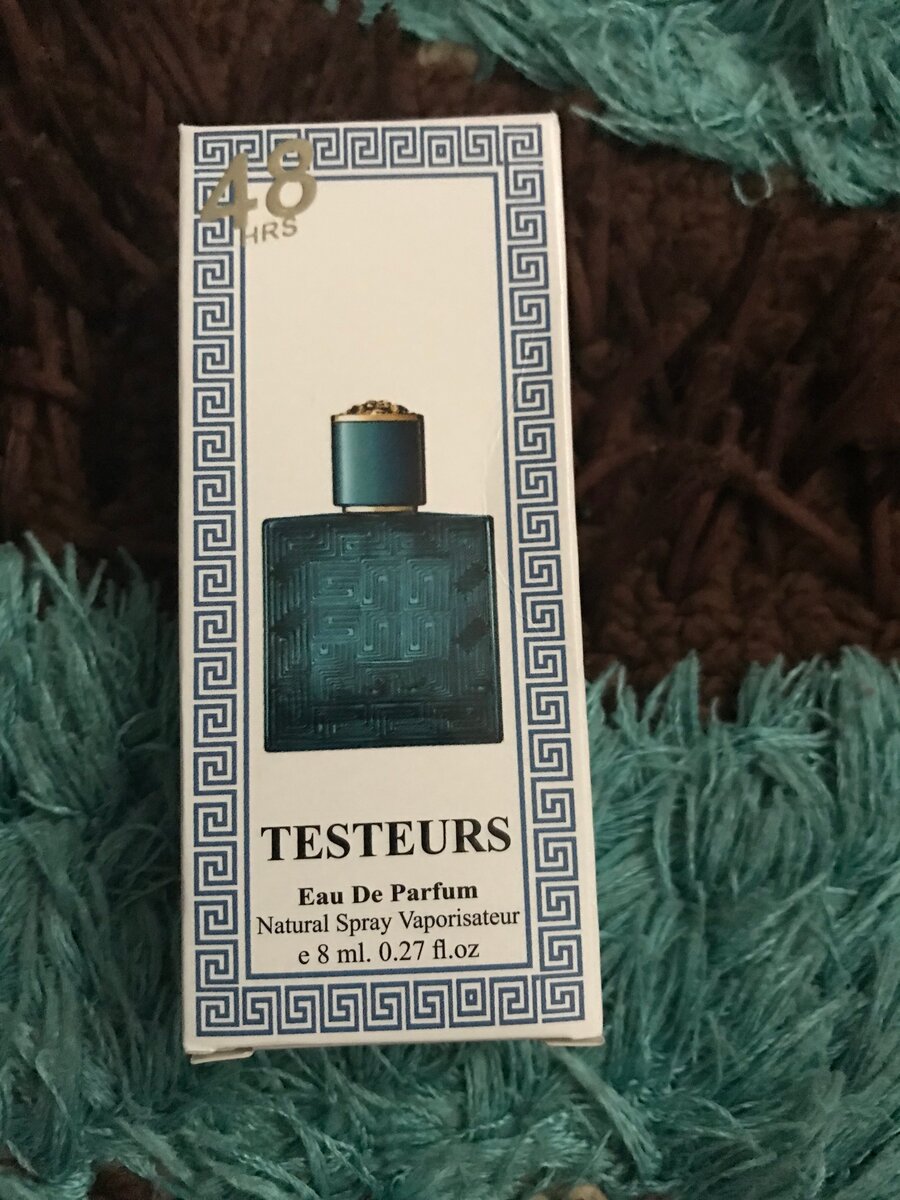 48
HRS
TESTEURS
Eau De Parfum
Natural Spray Vaporisateur
e 8 ml. 0.27 fl.oz